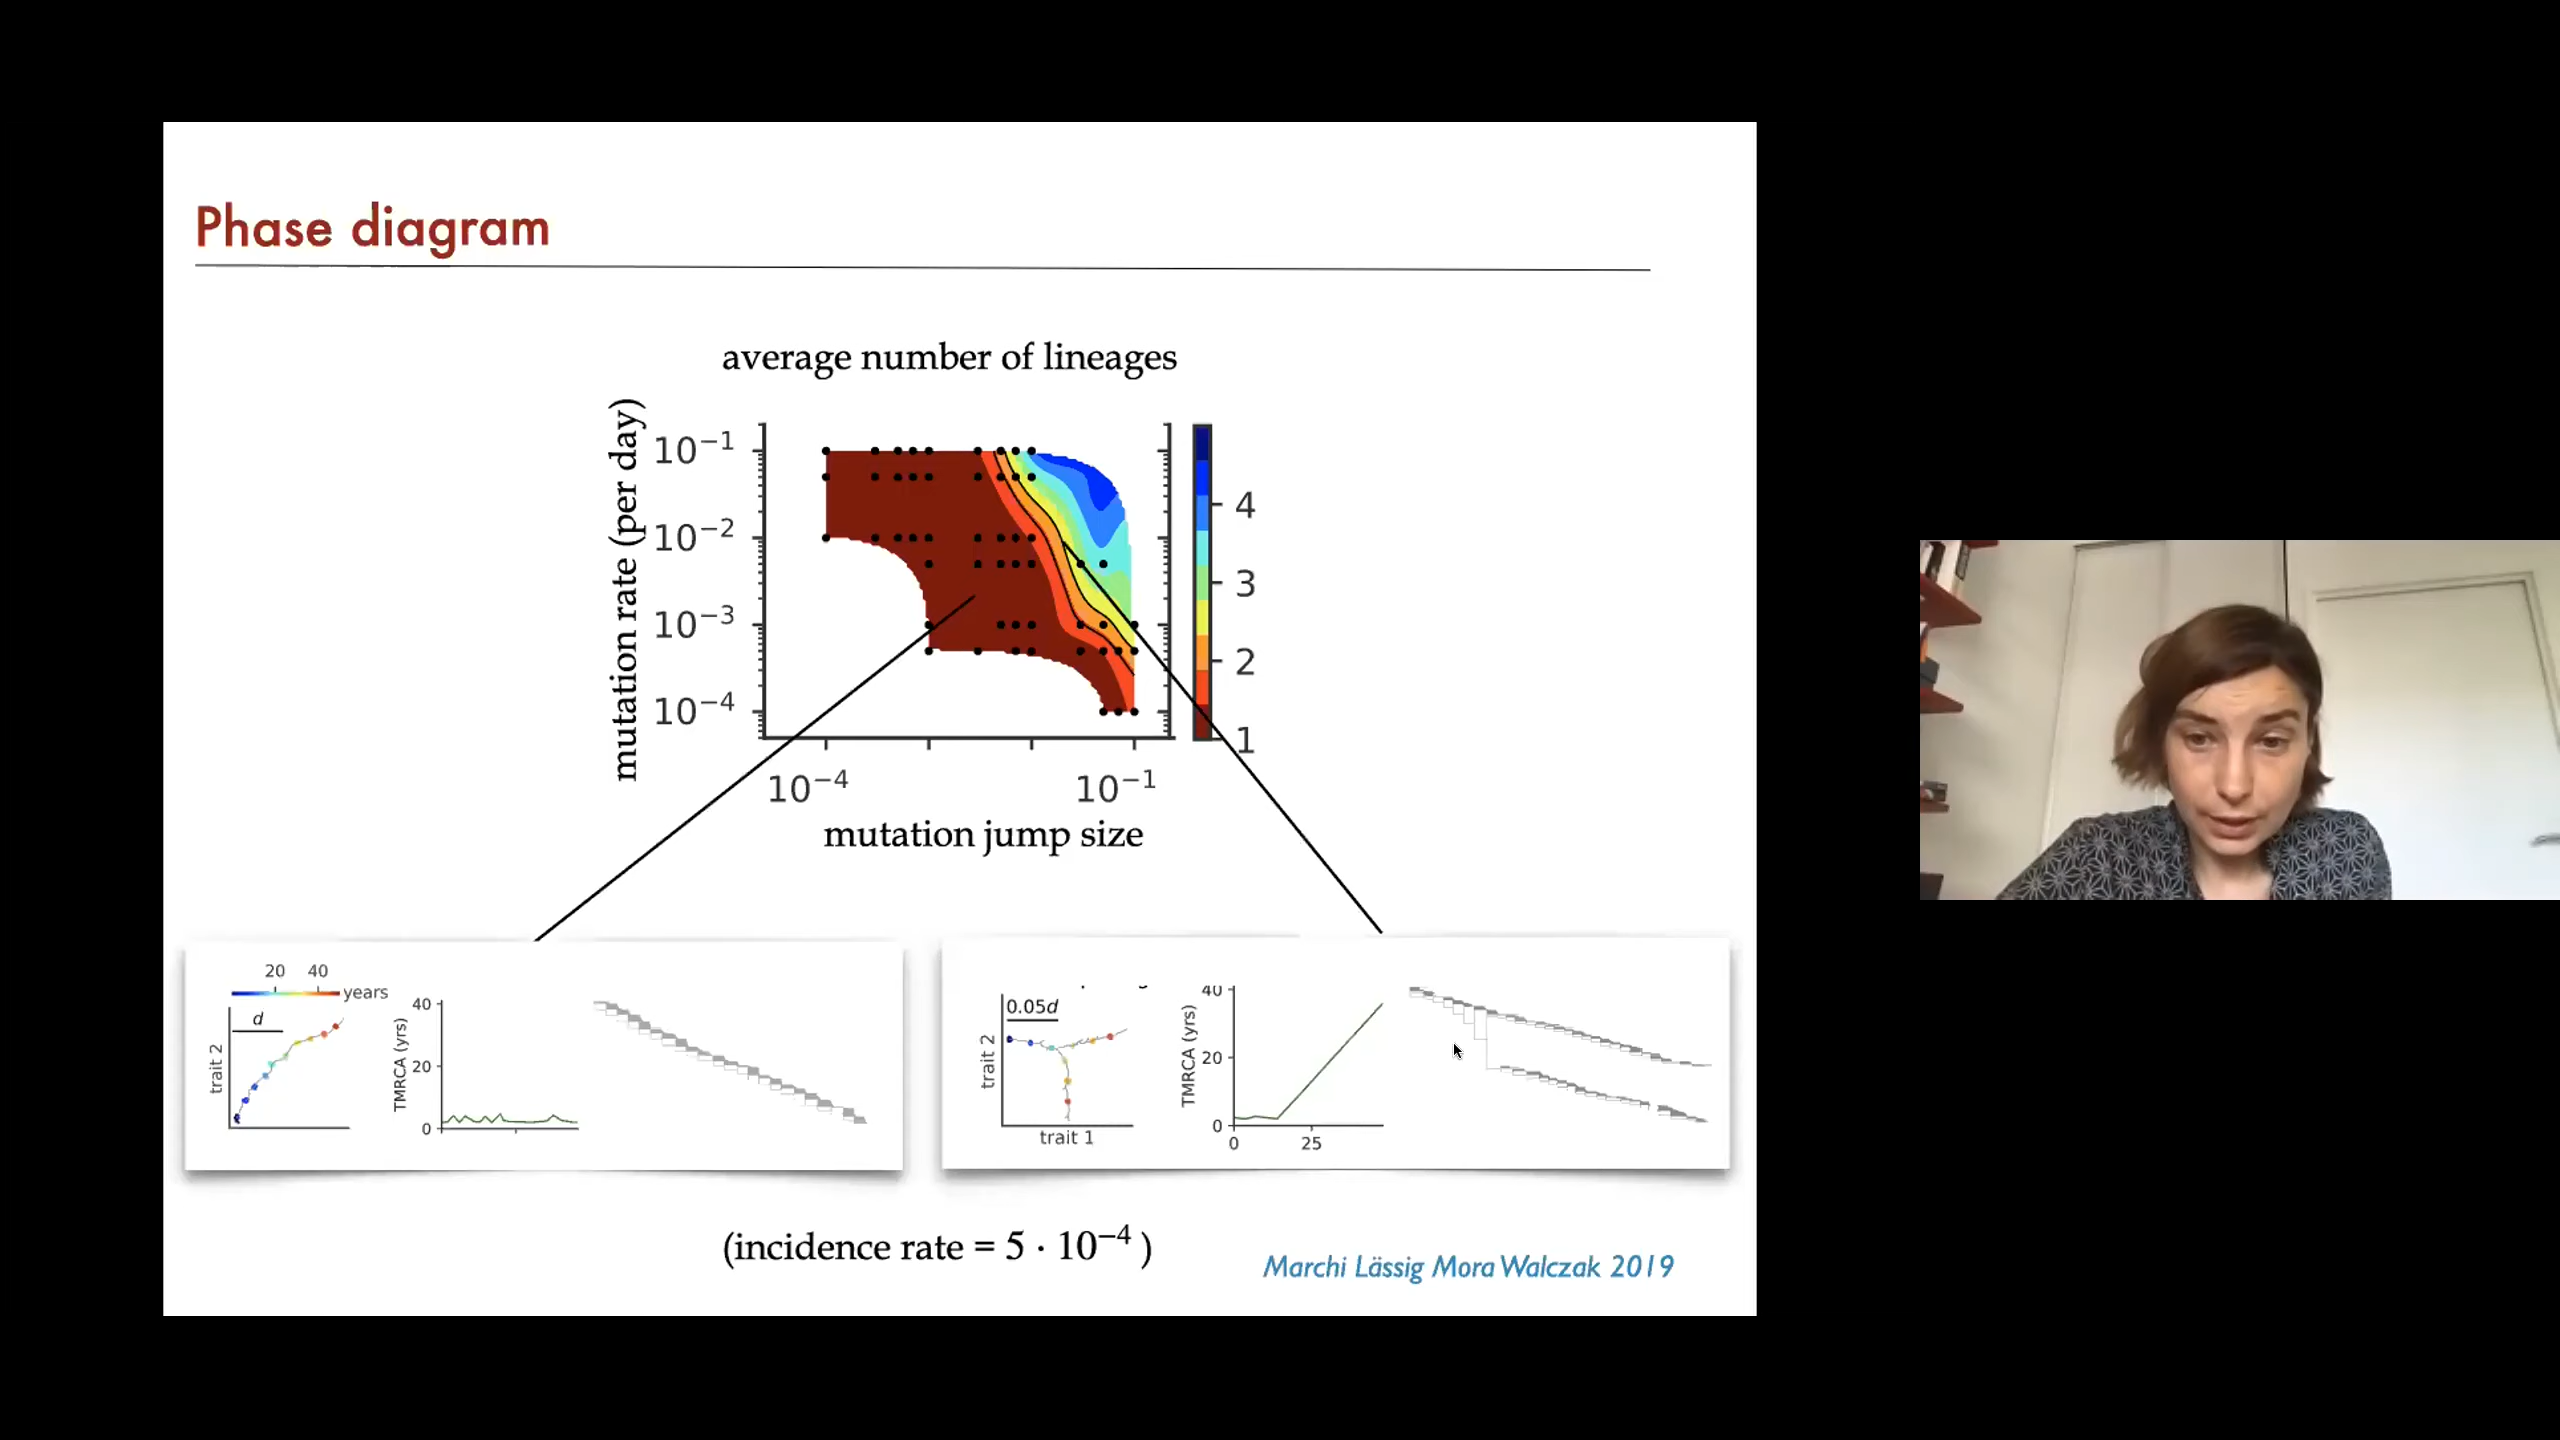 Phase diagram
average number of lineages
mutation rate (per day)
10⁻¹
10⁻²
10⁻³
10⁻⁴
4
3
2
1
10⁻⁴ 10⁻¹
mutation jump size
20 40
years
d
trait 2
TMRCA (yrs)
40
20
0
0.05d
trait 2
trait 1
TMRCA (yrs)
40
20
0
0 25
(incidence rate = 5 · 10⁻⁴ )
Marchi Lässig Mora Walczak 2019